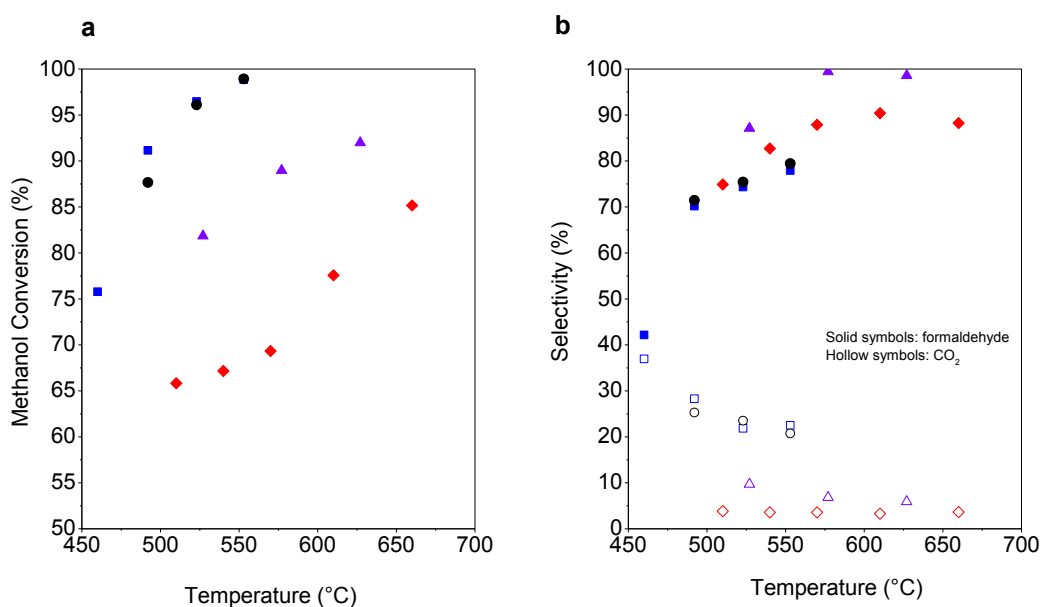 a
100
95
90
85
80
75
70
65
60
55
50
450 500 550 600 650 700
Methanol Conversion (%)
Temperature (°C)
b
100
90
80
70
60
50
40
30
20
10
0
450 500 550 600 650 700
Selectivity (%)
Temperature (°C)
Solid symbols: formaldehyde
Hollow symbols: CO₂